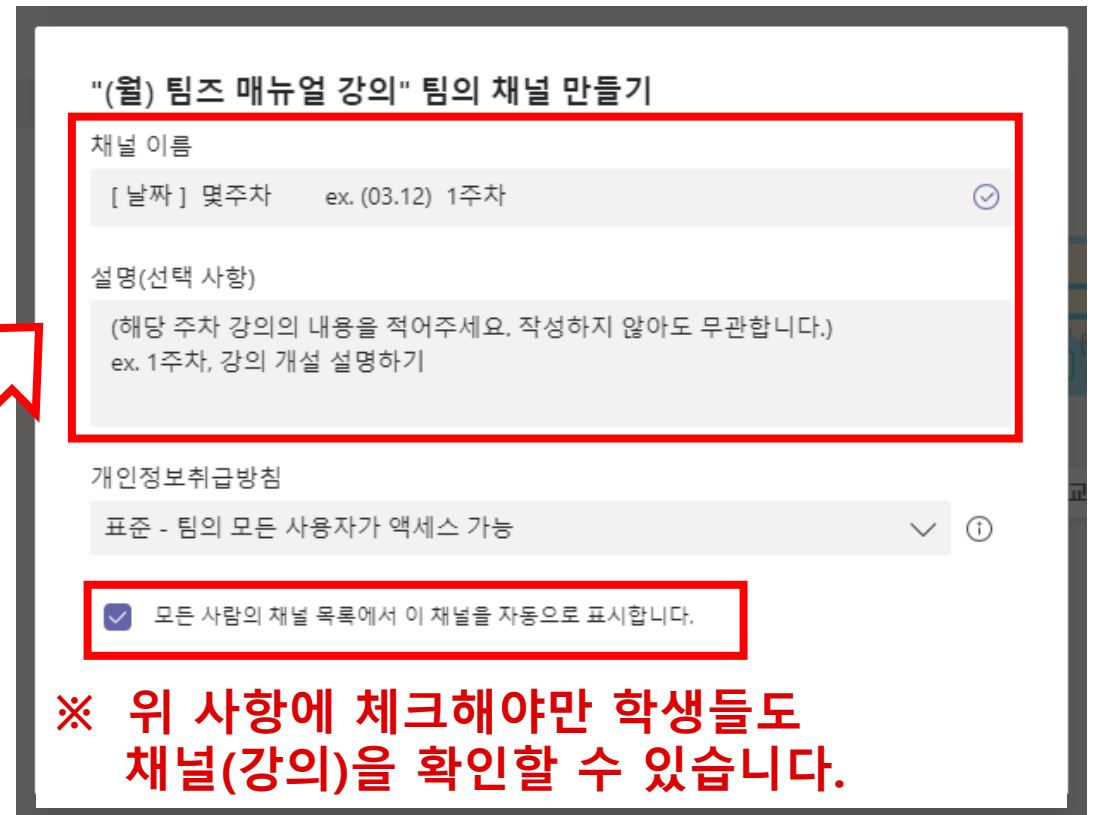 "(월) 팀즈 매뉴얼 강의" 팀의 채널 만들기
채널 이름
[ 날짜 ] 몇주차 ex. (03.12) 1주차
설명(선택 사항)
(해당 주차 강의의 내용을 적어주세요. 작성하지 않아도 무관합니다.)
ex. 1주차, 강의 개설 설명하기
개인정보취급방침
표준 - 팀의 모든 사용자가 액세스 가능
모든 사람의 채널 목록에서 이 채널을 자동으로 표시합니다.
※ 위 사항에 체크해야만 학생들도
채널(강의)을 확인할 수 있습니다.